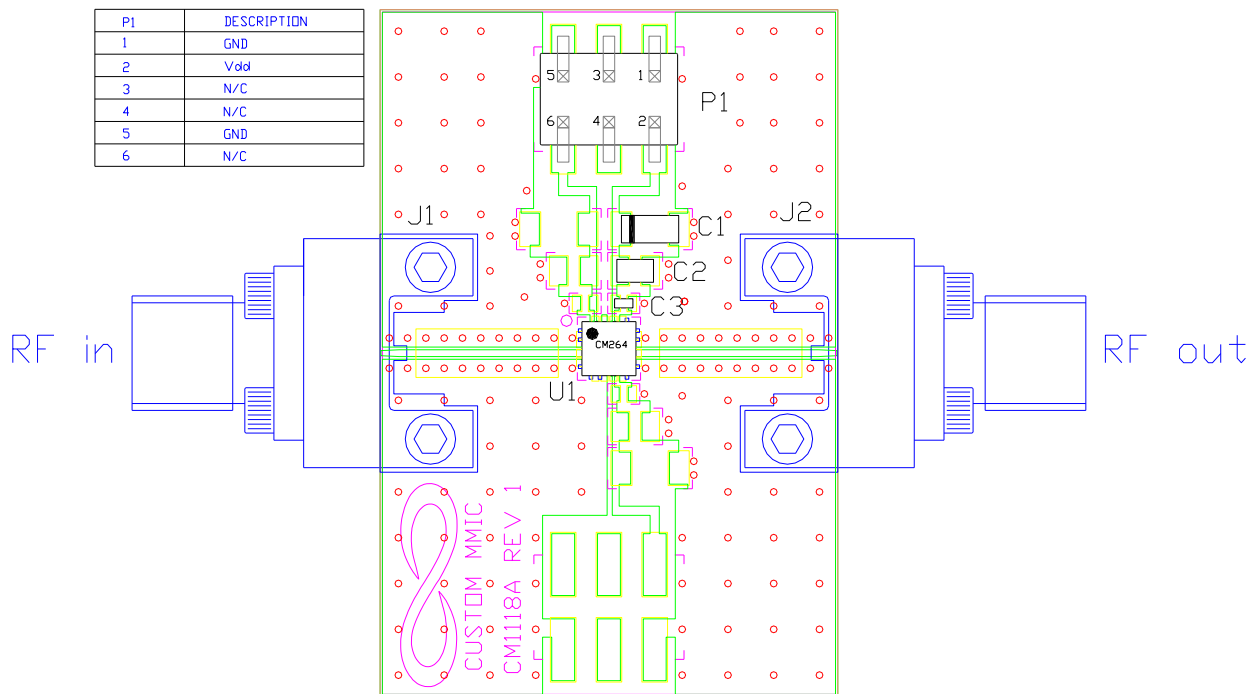 P1 DESCRIPTION
1 GND
2 Vdd
3 N/C
4 N/C
5 GND
6 N/C
5 3 1
6 4 2
P1
J1
C1
J2
C2
C3
RF in
CM264
RF out
U1
CUSTOM MMIC
CM1118A REV 1